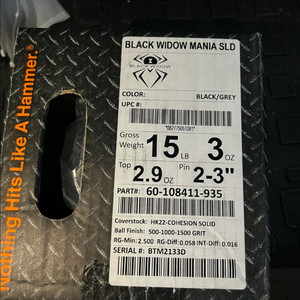 Nothing Hits Like A Hammer.®
BLACK WIDOW MANIA SLD
BLACK WIDOW
COLOR: BLACK/GREY
UPC #:
Gross Weight 15 LB 3 OZ
Top 2.9 OZ Pin 2-3"
PART#: 60-108411-935
Coverstock: HK22-COHESION SOLID
Ball Finish: 500-1000-1500 GRIT
RG-Min: 2.500 RG-Diff: 0.058 INT-Diff: 0.016
SERIAL #: BTM2133D